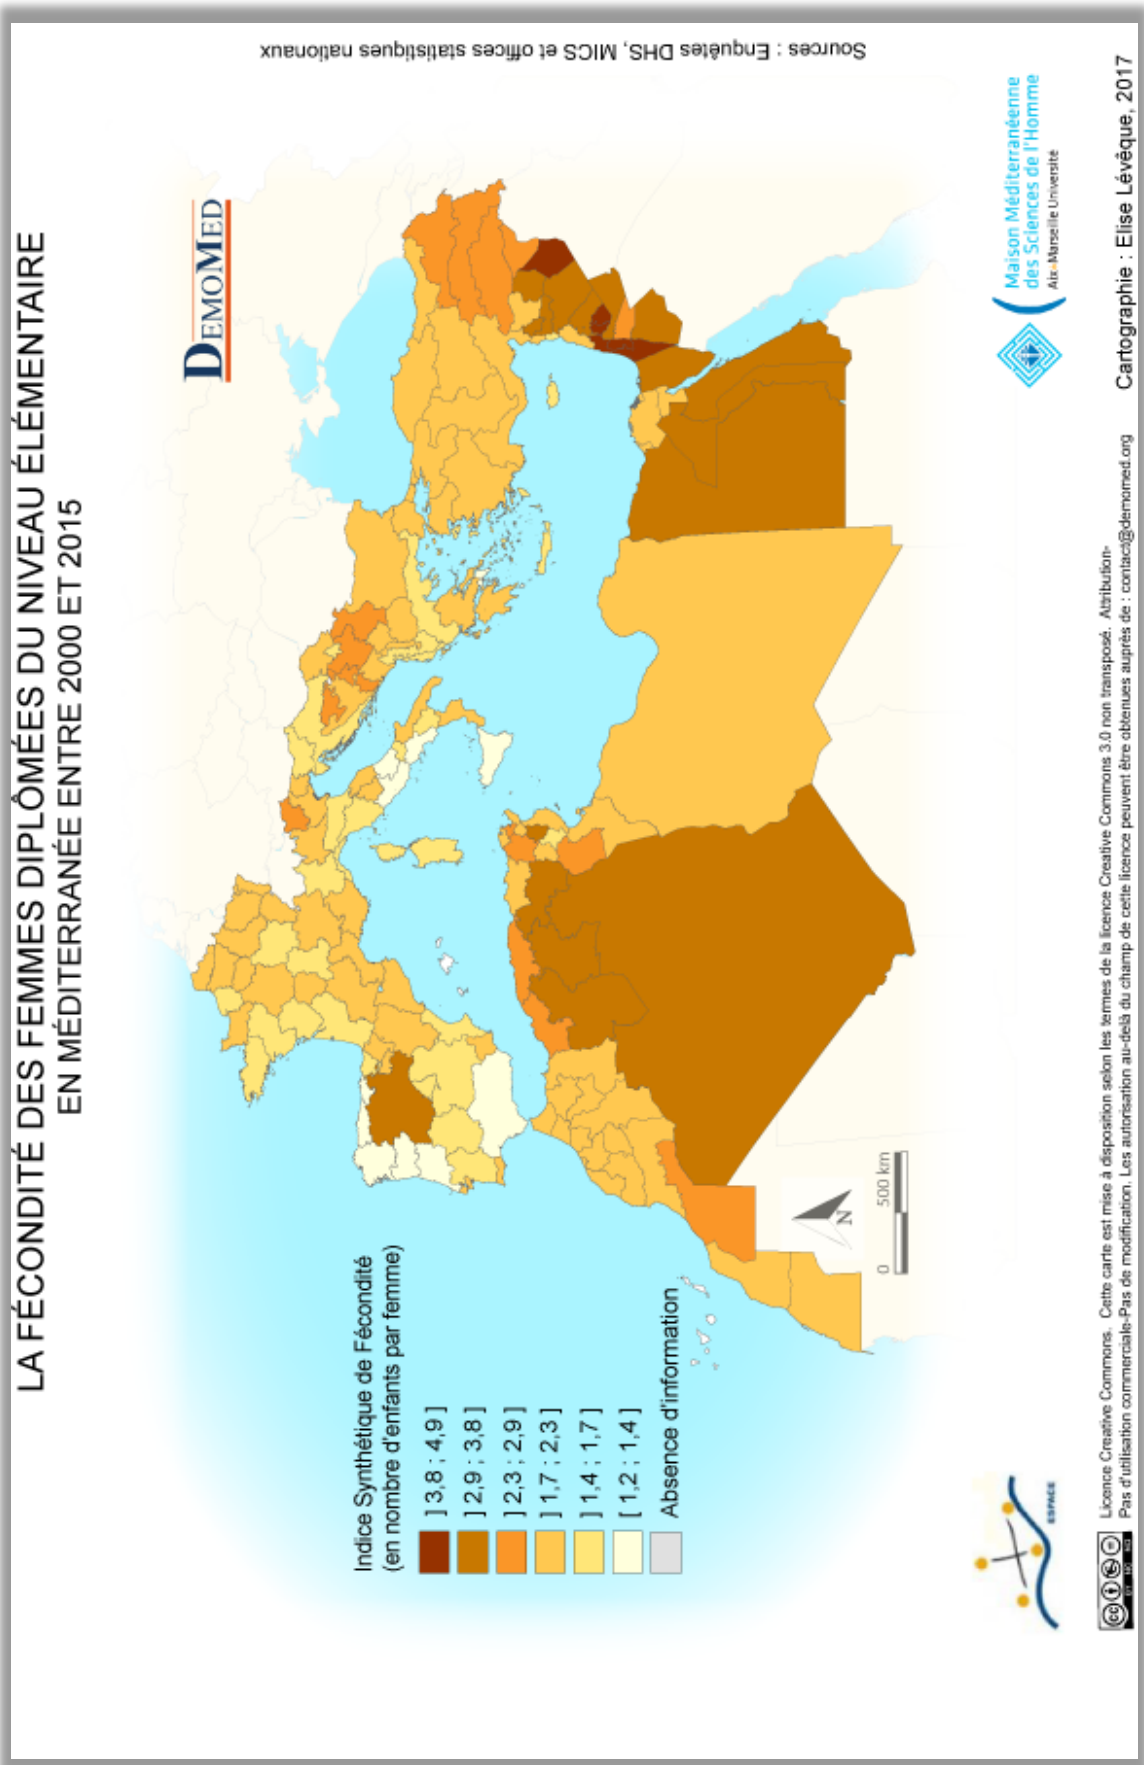 LA FÉCONDITÉ DES FEMMES DIPLÔMÉES DU NIVEAU ÉLÉMENTAIRE
EN MÉDITERRANÉE ENTRE 2000 ET 2015
DEMOMED
Sources : Enquêtes DHS, MICS et offices statistiques nationaux
Indice Synthétique de Fécondité
(en nombre d'enfants par femme)
] 3,8 ; 4,9 ]
] 2,9 ; 3,8 ]
] 2,3 ; 2,9 ]
] 1,7 ; 2,3 ]
] 1,4 ; 1,7 ]
[ 1,2 ; 1,4 ]
Absence d'information
N
0 500 km
ESPACE
Maison Méditerranéenne
des Sciences de l'Homme
Aix-Marseille Université
Licence Creative Commons. Cette carte est mise à disposition selon les termes de la licence Creative Commons 3.0 non transposé. Attribution-
Pas d'utilisation commerciale-Pas de modification. Les autorisation au-delà du champ de cette licence peuvent être obtenues auprès de : contact@demomed.org
Cartographie : Elise Lévêque, 2017
cc
BY NC ND